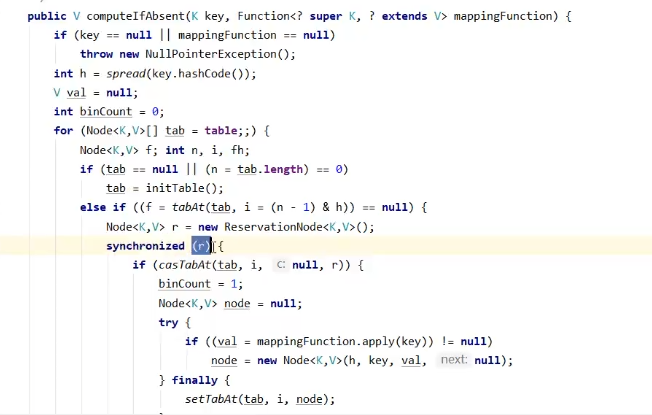 public V computeIfAbsent(K key, Function<? super K, ? extends V> mappingFunction) {
if (key == null || mappingFunction == null)
throw new NullPointerException();
int h = spread(key.hashCode());
V val = null;
int binCount = 0;
for (Node<K,V>[] tab = table;;) {
Node<K,V> f; int n, i, fh;
if (tab == null || (n = tab.length) == 0)
tab = initTable();
else if ((f = tabAt(tab, i = (n - 1) & h)) == null) {
Node<K,V> r = new ReservationNode<K,V>();
synchronized (r) {
if (casTabAt(tab, i, c: null, r)) {
binCount = 1;
Node<K,V> node = null;
try {
if ((val = mappingFunction.apply(key)) != null)
node = new Node<K,V>(h, key, val, next: null);
} finally {
setTabAt(tab, i, node);